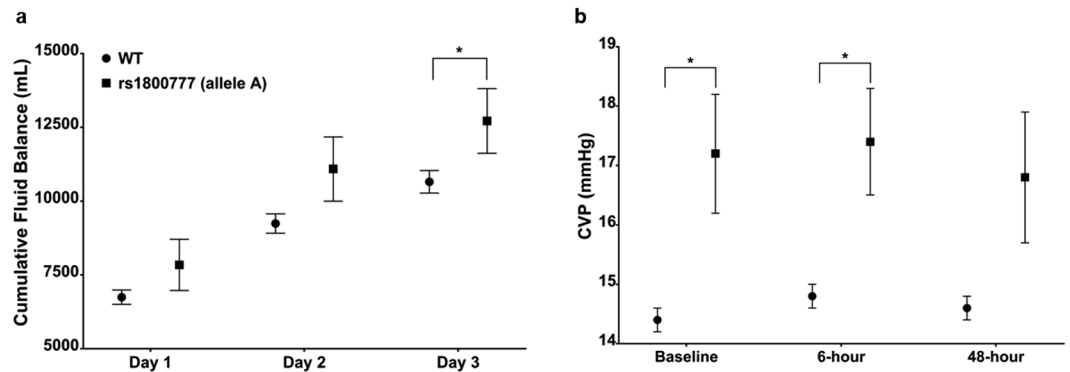 a
Cumulative Fluid Balance (mL)
15000
12500
10000
7500
5000
WT
rs1800777 (allele A)
*
Day 1
Day 2
Day 3
b
CVP (mmHg)
19
18
17
16
15
14
*
*
Baseline
6-hour
48-hour